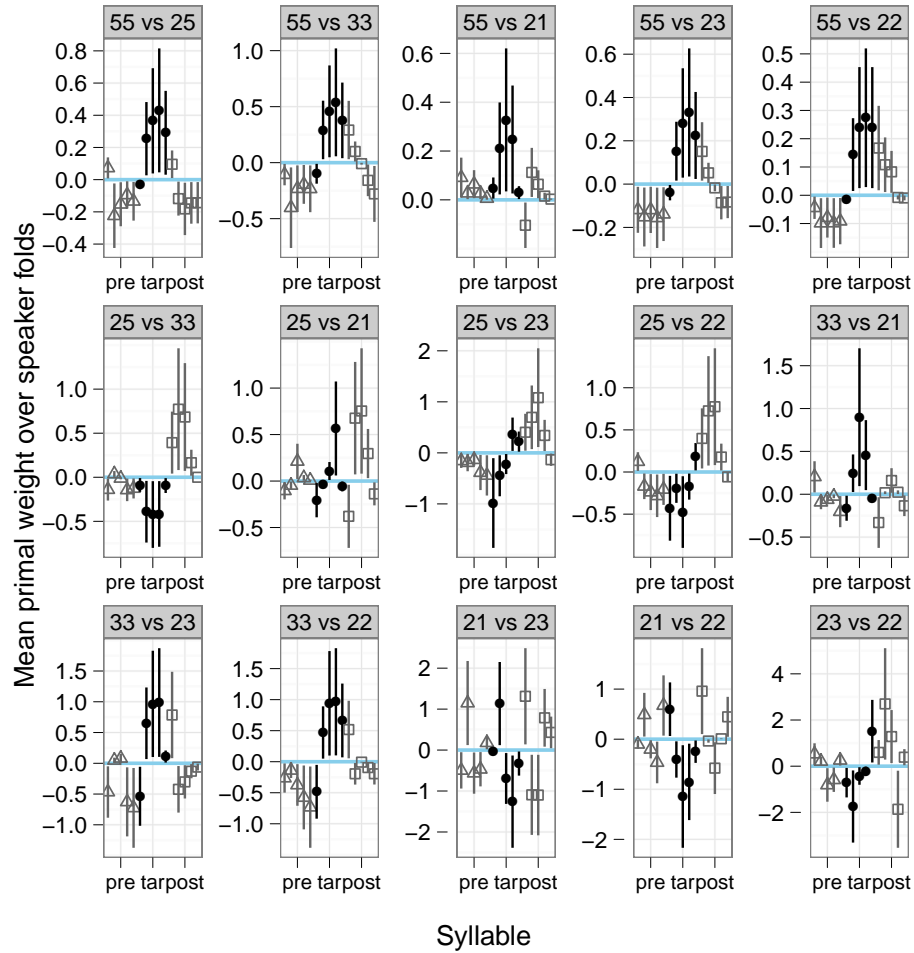 Mean primal weight over speaker folds
55 vs 25
55 vs 33
55 vs 21
55 vs 23
55 vs 22
0.8
0.6
0.4
0.2
0.0
−0.2
−0.4
1.0
0.5
0.0
−0.5
0.6
0.4
0.2
0.0
0.6
0.4
0.2
0.0
−0.2
0.5
0.4
0.3
0.2
0.1
0.0
−0.1
pre tarpost
pre tarpost
pre tarpost
pre tarpost
pre tarpost
25 vs 33
25 vs 21
25 vs 23
25 vs 22
33 vs 21
1.0
0.5
0.0
−0.5
1.0
0.5
0.0
−0.5
2
1
0
−1
1.0
0.5
0.0
−0.5
1.5
1.0
0.5
0.0
−0.5
pre tarpost
pre tarpost
pre tarpost
pre tarpost
pre tarpost
33 vs 23
33 vs 22
21 vs 23
21 vs 22
23 vs 22
1.5
1.0
0.5
0.0
−0.5
−1.0
1.5
1.0
0.5
0.0
−0.5
−1.0
2
1
0
−1
−2
1
0
−1
−2
4
2
0
−2
pre tarpost
pre tarpost
pre tarpost
pre tarpost
pre tarpost
Syllable